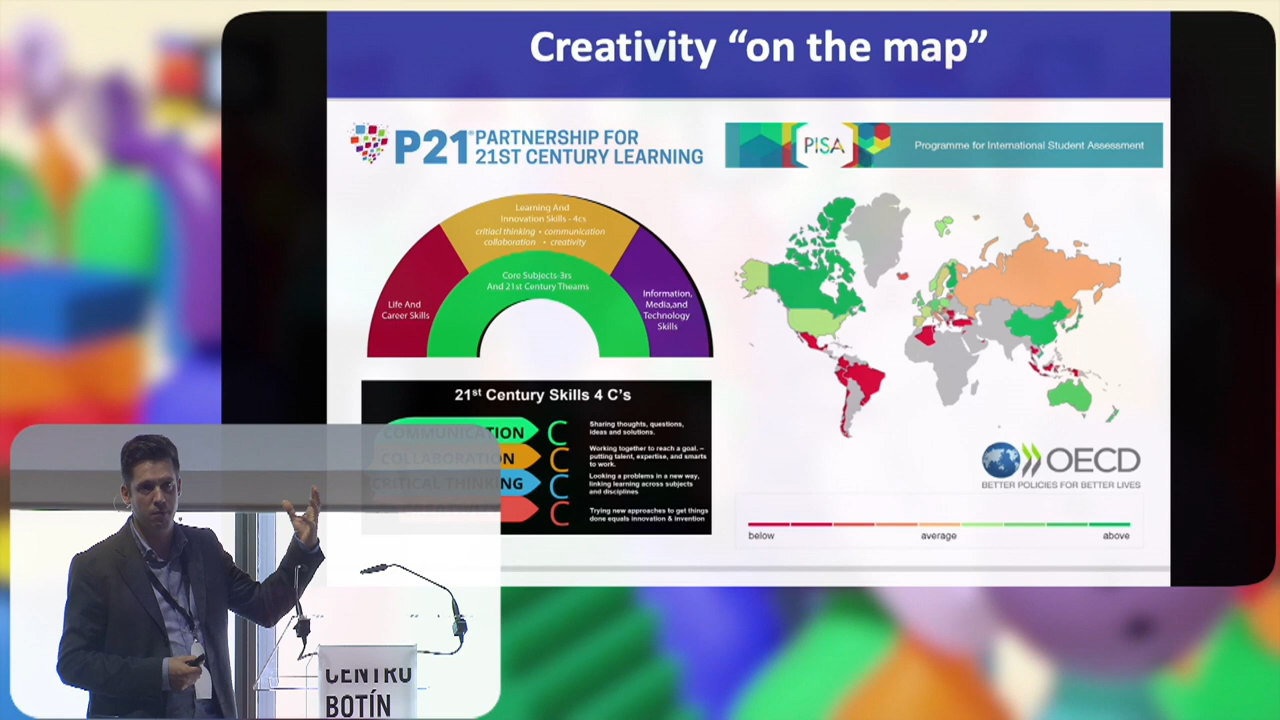 Creativity “on the map”
P21® PARTNERSHIP FOR
21ST CENTURY LEARNING
PISA
Programme for International Student Assessment
Learning And
Innovation Skills - 4cs
critiacl thinking • communication
collaboration • creativity
Core Subjects-3rs
And 21st Century Theams
Life And
Career Skills
Information,
Media,and
Technology
Skills
21st Century Skills 4 C’s
COMMUNICATION
C
Sharing thoughts, questions,
ideas and solutions.
COLLABORATION
C
Working together to reach a goal. –
putting talent, expertise, and smarts
to work.
CRITICAL THINKING
C
Looking a problems in a new way,
linking learning across subjects
and disciplines
C
Trying new approaches to get things
done equals innovation & invention
OECD
BETTER POLICIES FOR BETTER LIVES
below
average
above
CENTRO
BOTÍN